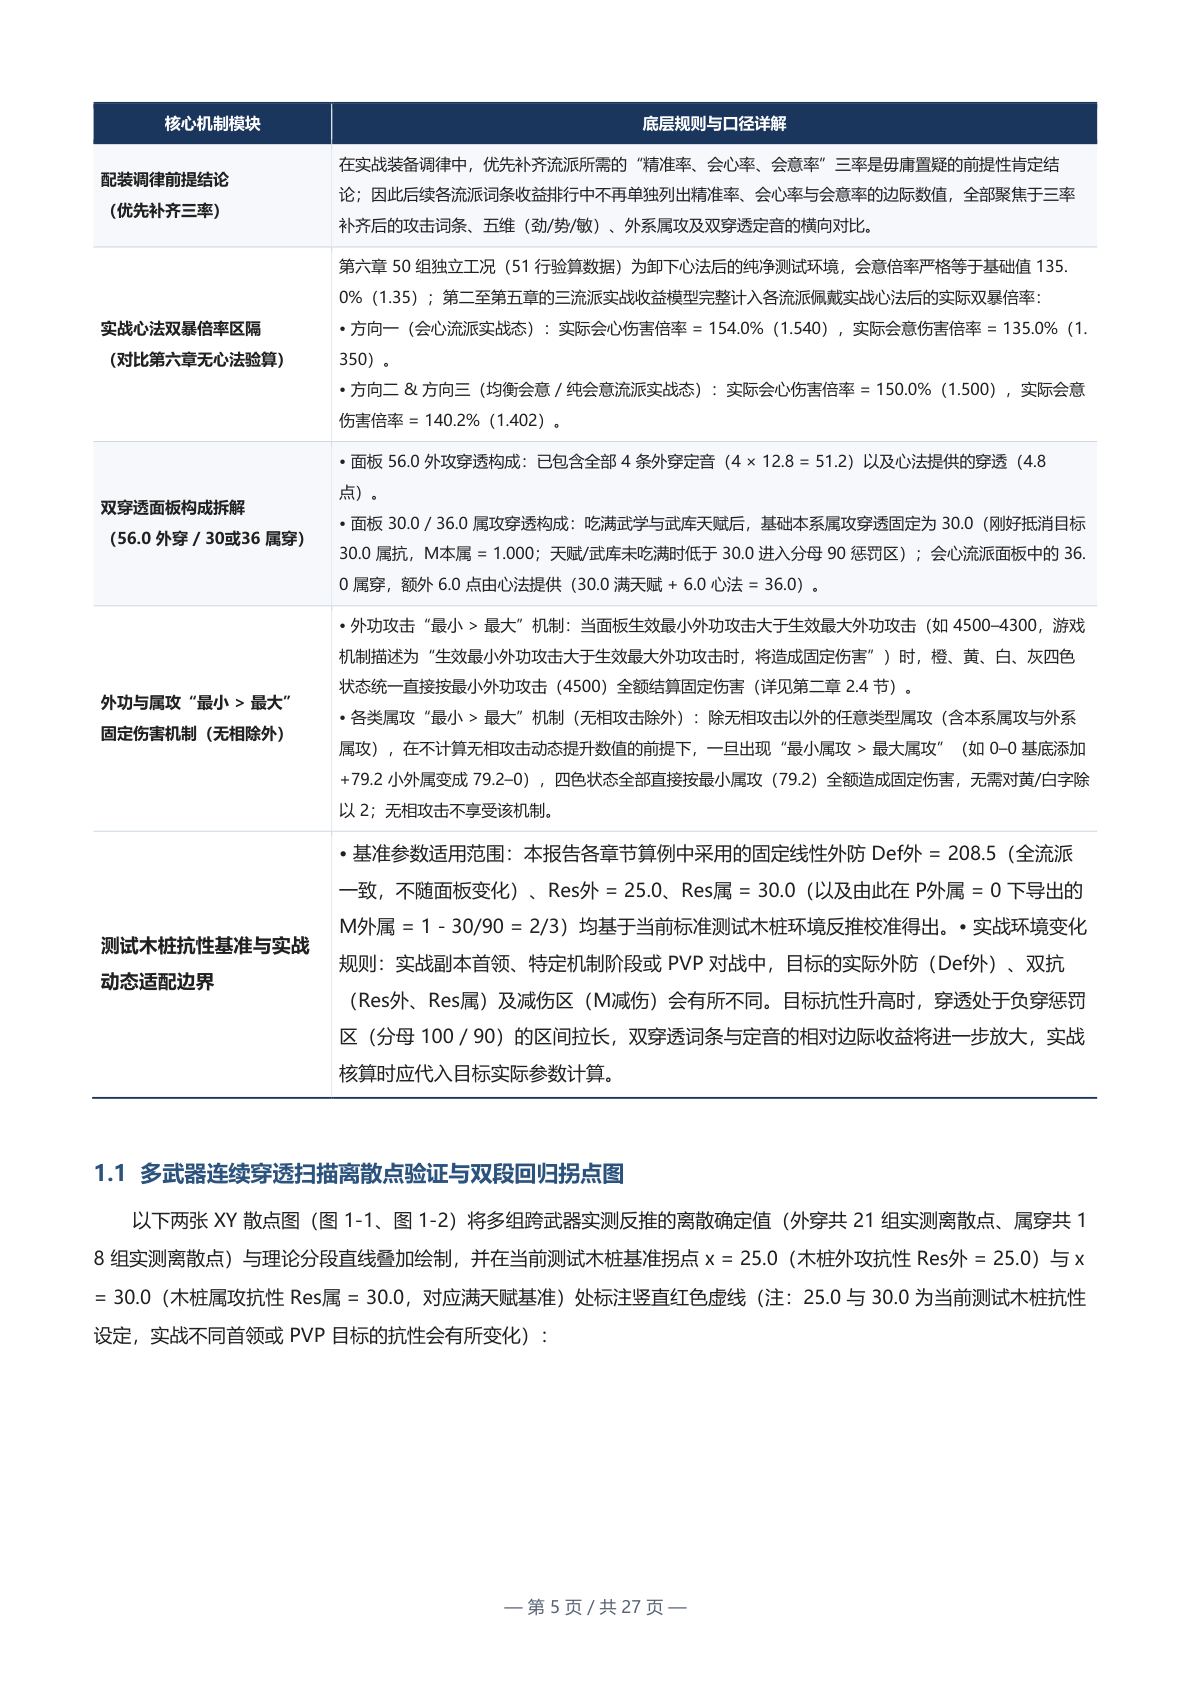 核心机制模块
底层规则与口径详解
配装调律前提结论
（优先补齐三率）
在实战装备调律中，优先补齐流派所需的“精准率、会心率、会意率”三率是毋庸置疑的前提性肯定结
论；因此后续各流派词条收益排行中不再单独列出精准率、会心率与会意率的边际数值，全部聚焦于三率
补齐后的攻击词条、五维（劲/势/敏）、外系属攻及双穿透定音的横向对比。
实战心法双暴倍率区隔
（对比第六章无心法验算）
第六章 50 组独立工况（51 行验算数据）为卸下心法后的纯净测试环境，会意倍率严格等于基础值 135.
0%（1.35）；第二至第五章的三流派实战收益模型完整计入各流派佩戴实战心法后的实际双暴倍率：
• 方向一（会心流派实战态）：实际会心伤害倍率 = 154.0%（1.540），实际会意伤害倍率 = 135.0%（1.
350）。
• 方向二 & 方向三（均衡会意 / 纯会意流派实战态）：实际会心伤害倍率 = 150.0%（1.500），实际会意
伤害倍率 = 140.2%（1.402）。
双穿透面板构成拆解
（56.0 外穿 / 30或36 属穿）
• 面板 56.0 外攻穿透构成：已包含全部 4 条外穿定音（4 × 12.8 = 51.2）以及心法提供的穿透（4.8
点）。
• 面板 30.0 / 36.0 属攻穿透构成：吃满武学与武库天赋后，基础本系属攻穿透固定为 30.0（刚好抵消目标
30.0 属抗，M本属 = 1.000；天赋/武库未吃满时低于 30.0 进入分母 90 惩罚区）；会心流派面板中的 36.
0 属穿，额外 6.0 点由心法提供（30.0 满天赋 + 6.0 心法 = 36.0）。
外功与属攻“最小 > 最大”
固定伤害机制（无相除外）
• 外功攻击“最小 > 最大”机制：当面板生效最小外功攻击大于生效最大外功攻击（如 4500–4300，游戏
机制描述为“生效最小外功攻击大于生效最大外功攻击时，将造成固定伤害”）时，橙、黄、白、灰四色
状态统一直接按最小外功攻击（4500）全额结算固定伤害（详见第二章 2.4 节）。
• 各类属攻“最小 > 最大”机制（无相攻击除外）：除无相攻击以外的任意类型属攻（含本系属攻与外系
属攻），在不计算无相攻击动态提升数值的前提下，一旦出现“最小属攻 > 最大属攻”（如 0–0 基底添加
+79.2 小外属变成 79.2–0），四色状态全部直接按最小属攻（79.2）全额造成固定伤害，无需对黄/白字除
以 2；无相攻击不享受该机制。
测试木桩抗性基准与实战
动态适配边界
• 基准参数适用范围：本报告各章节算例中采用的固定线性外防 Def外 = 208.5（全流派
一致，不随面板变化）、Res外 = 25.0、Res属 = 30.0（以及由此在 P外属 = 0 下导出的
M外属 = 1 - 30/90 = 2/3）均基于当前标准测试木桩环境反推校准得出。• 实战环境变化
规则：实战副本首领、特定机制阶段或 PVP 对战中，目标的实际外防（Def外）、双抗
（Res外、Res属）及减伤区（M减伤）会有所不同。目标抗性升高时，穿透处于负穿惩罚
区（分母 100 / 90）的区间拉长，双穿透词条与定音的相对边际收益将进一步放大，实战
核算时应代入目标实际参数计算。
1.1 多武器连续穿透扫描离散点验证与双段回归拐点图
以下两张 XY 散点图（图 1-1、图 1-2）将多组跨武器实测反推的离散确定值（外穿共 21 组实测离散点、属穿共 1
8 组实测离散点）与理论分段直线叠加绘制，并在当前测试木桩基准拐点 x = 25.0（木桩外攻抗性 Res外 = 25.0）与 x
= 30.0（木桩属攻抗性 Res属 = 30.0，对应满天赋基准）处标注竖直红色虚线（注：25.0 与 30.0 为当前测试木桩抗性
设定，实战不同首领或 PVP 目标的抗性会有所变化）：
— 第 5 页 / 共 27 页 —